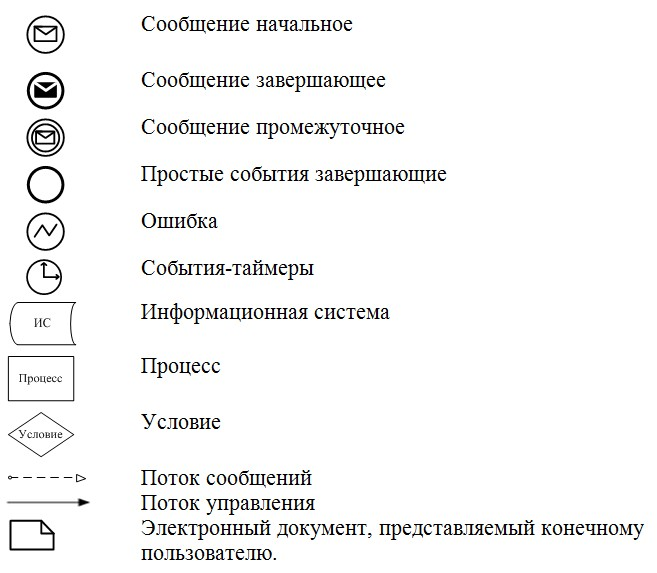 Сообщение начальное
Сообщение завершающее
Сообщение промежуточное
Простые события завершающие
Ошибка
События-таймеры
ИС
Информационная система
Процесс
Процесс
Условие
Условие
Поток сообщений
Поток управления
Электронный документ, представляемый конечному
пользователю.